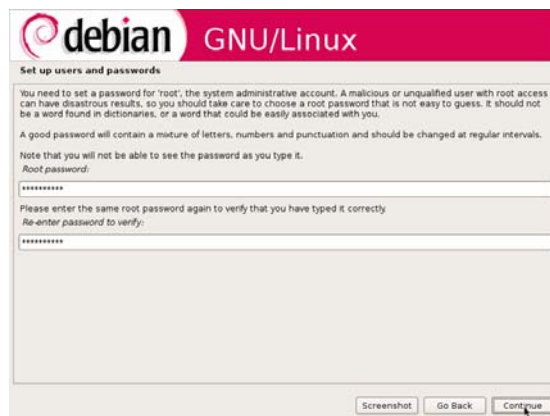 debian GNU/Linux
Set up users and passwords
You need to set a password for 'root', the system administrative account. A malicious or unqualified user with root access
can have disastrous results, so you should take care to choose a root password that is not easy to guess. It should not
be a word found in dictionaries, or a word that could be easily associated with you.
A good password will contain a mixture of letters, numbers and punctuation and should be changed at regular intervals.
Note that you will not be able to see the password as you type it.
Root password:
**********
Please enter the same root password again to verify that you have typed it correctly.
Re-enter password to verify:
**********
Screenshot Go Back Continue